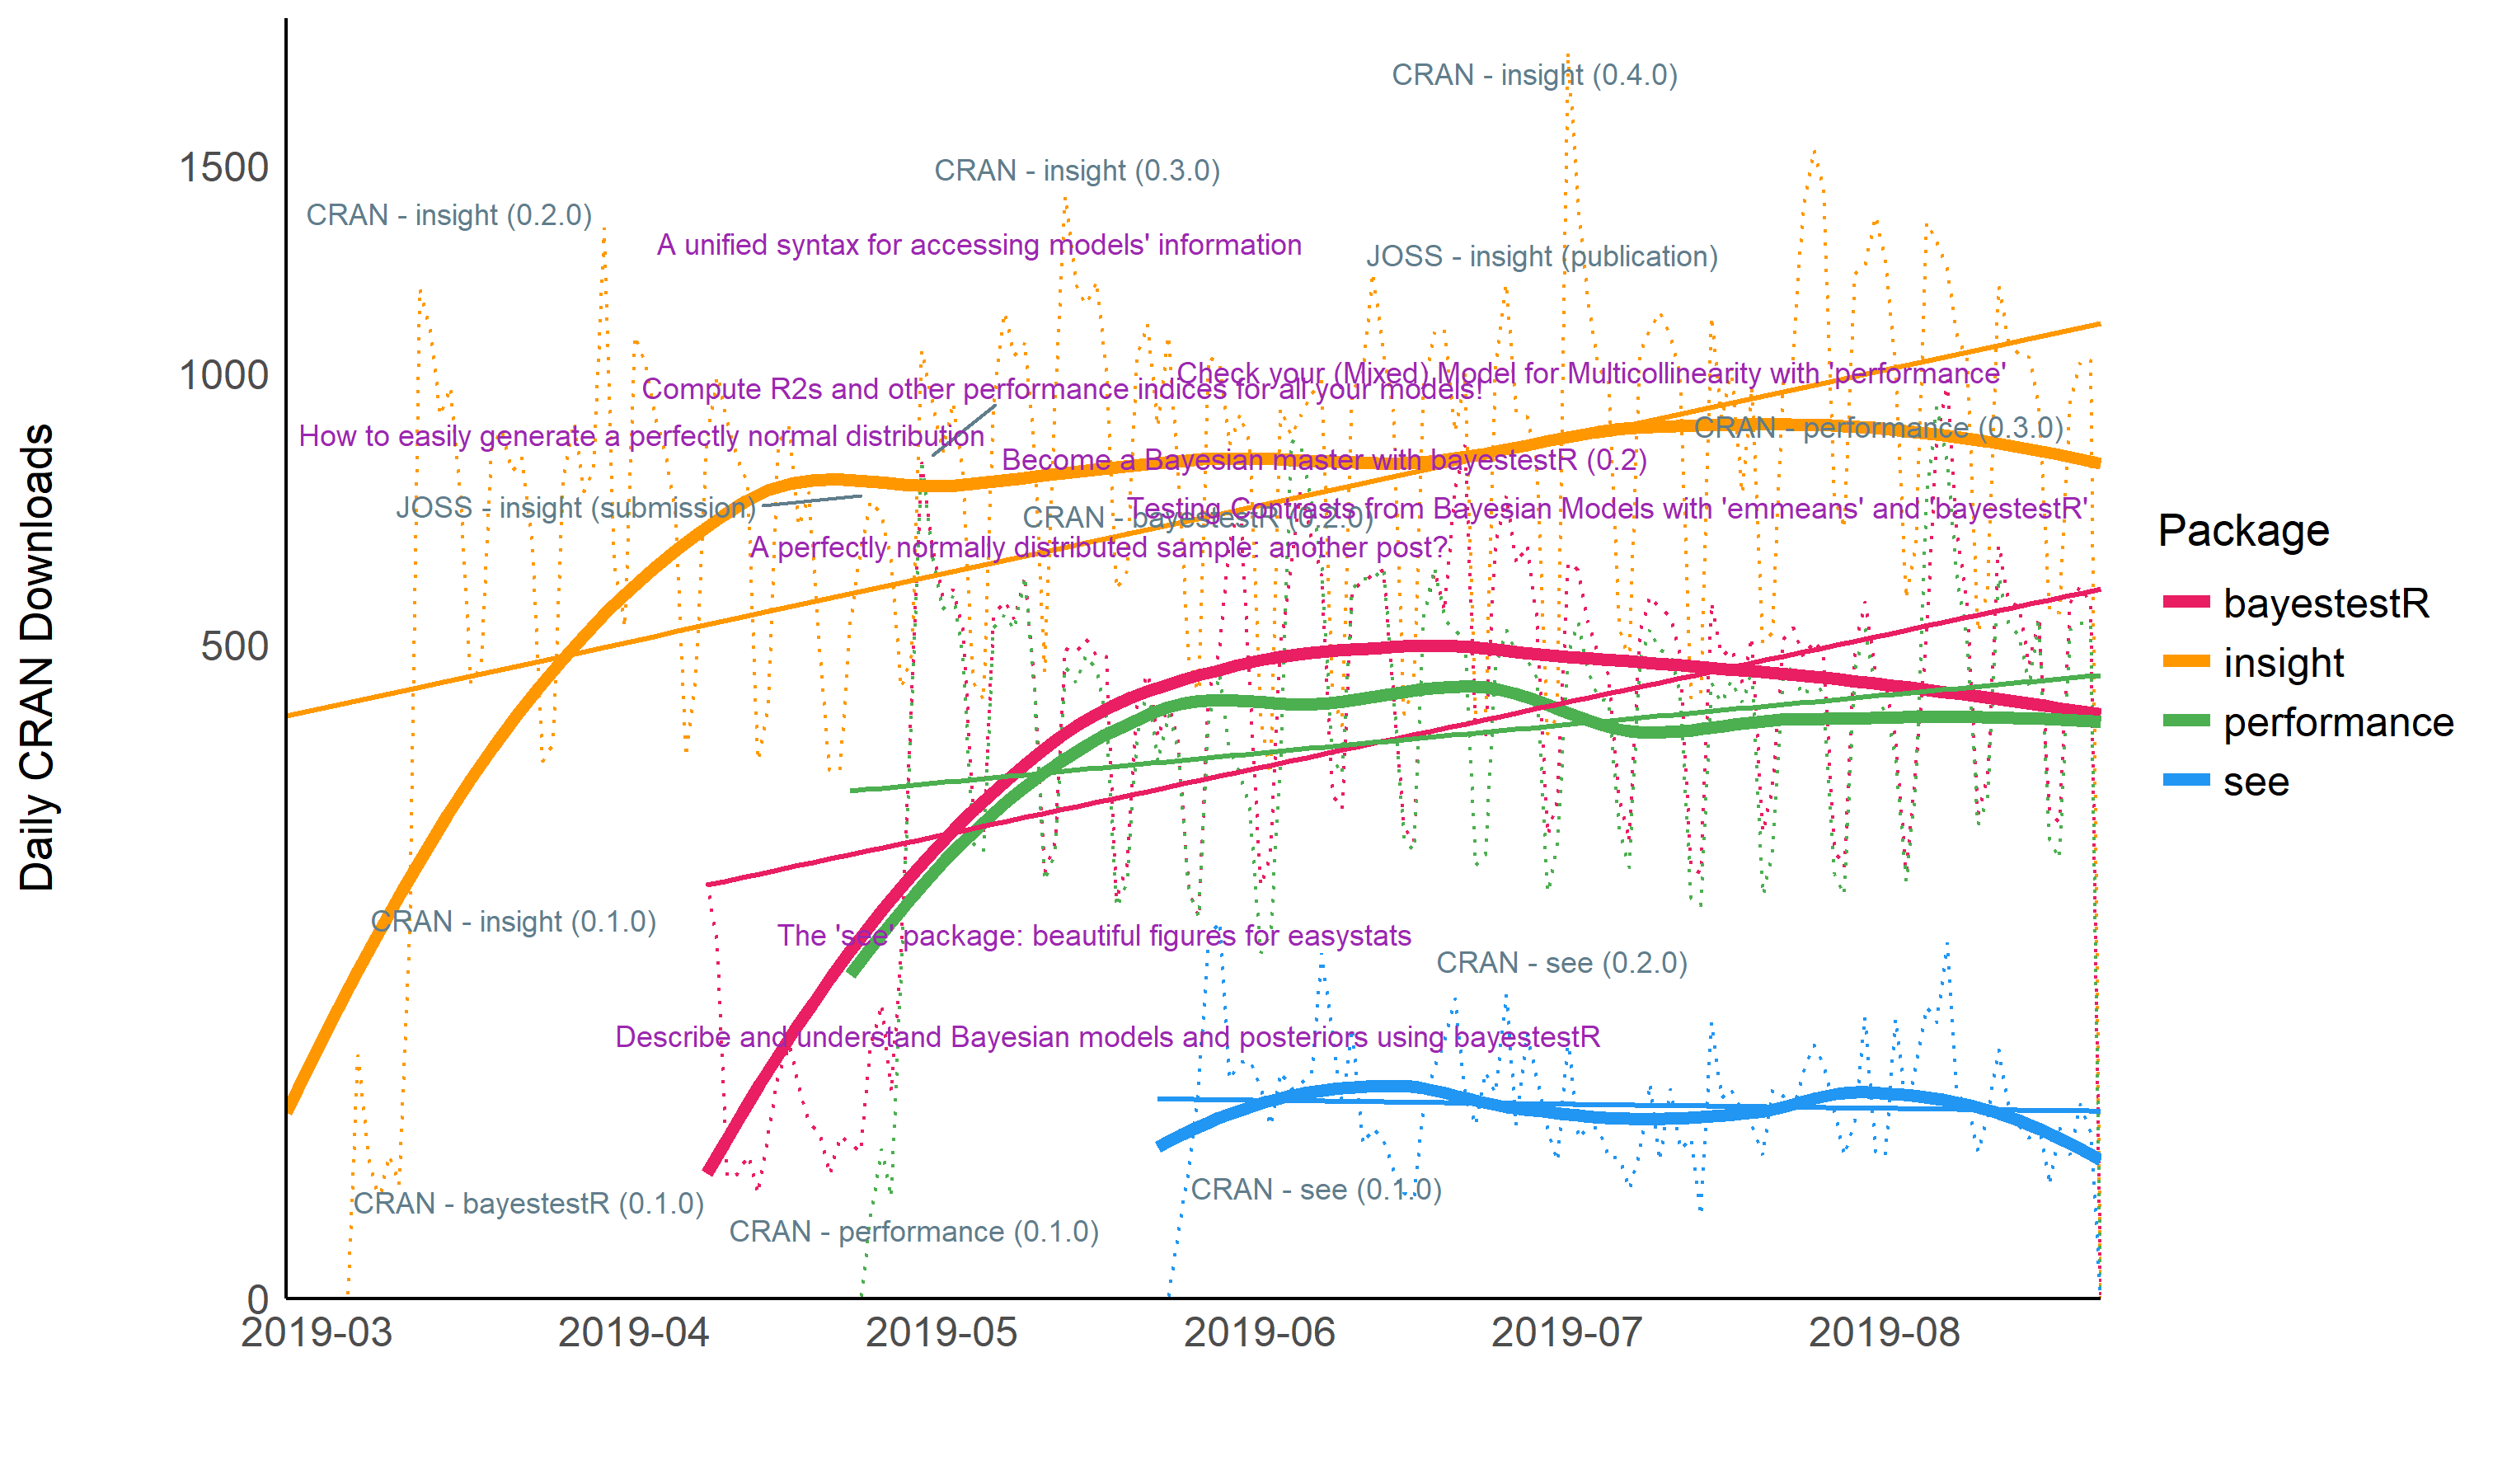 CRAN - insight (0.4.0)
1500
CRAN - insight (0.3.0)
CRAN - insight (0.2.0)
A unified syntax for accessing models' information
JOSS - insight (publication)
1000
Check your (Mixed) Model for Multicollinearity with 'performance'
Compute R2s and other performance indices for all your models!
CRAN - performance (0.3.0)
How to easily generate a perfectly normal distribution
Become a Bayesian master with bayestestR (0.2)
JOSS - insight (submission)
Testing Contrasts from Bayesian Models with 'emmeans' and 'bayestestR'
CRAN - bayestestR (0.2.0)
A perfectly normally distributed sample: another post?
500
Daily CRAN Downloads
CRAN - insight (0.1.0)
The 'see' package: beautiful figures for easystats
CRAN - see (0.2.0)
Describe and understand Bayesian models and posteriors using bayestestR
CRAN - see (0.1.0)
CRAN - bayestestR (0.1.0)
CRAN - performance (0.1.0)
0
2019-03 2019-04 2019-05 2019-06 2019-07 2019-08
Package
bayestestR
insight
performance
see